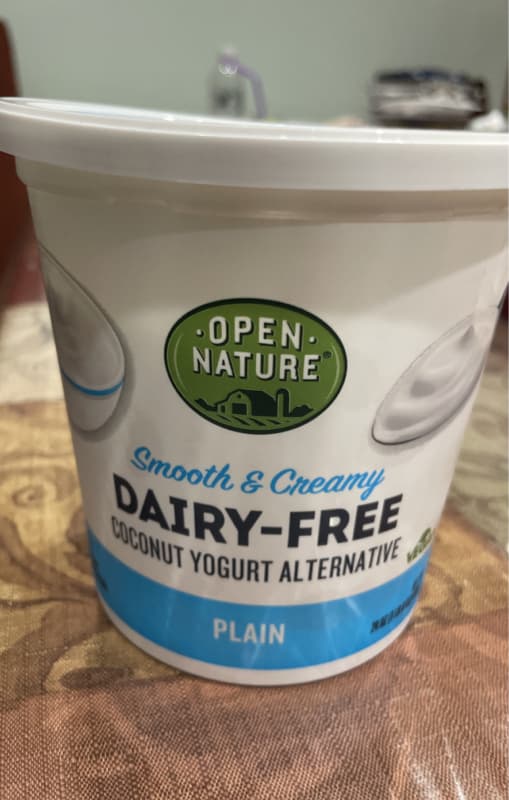 ·OPEN·
NATURE®
Smooth & Creamy
DAIRY-FREE
COCONUT YOGURT ALTERNATIVE
PLAIN